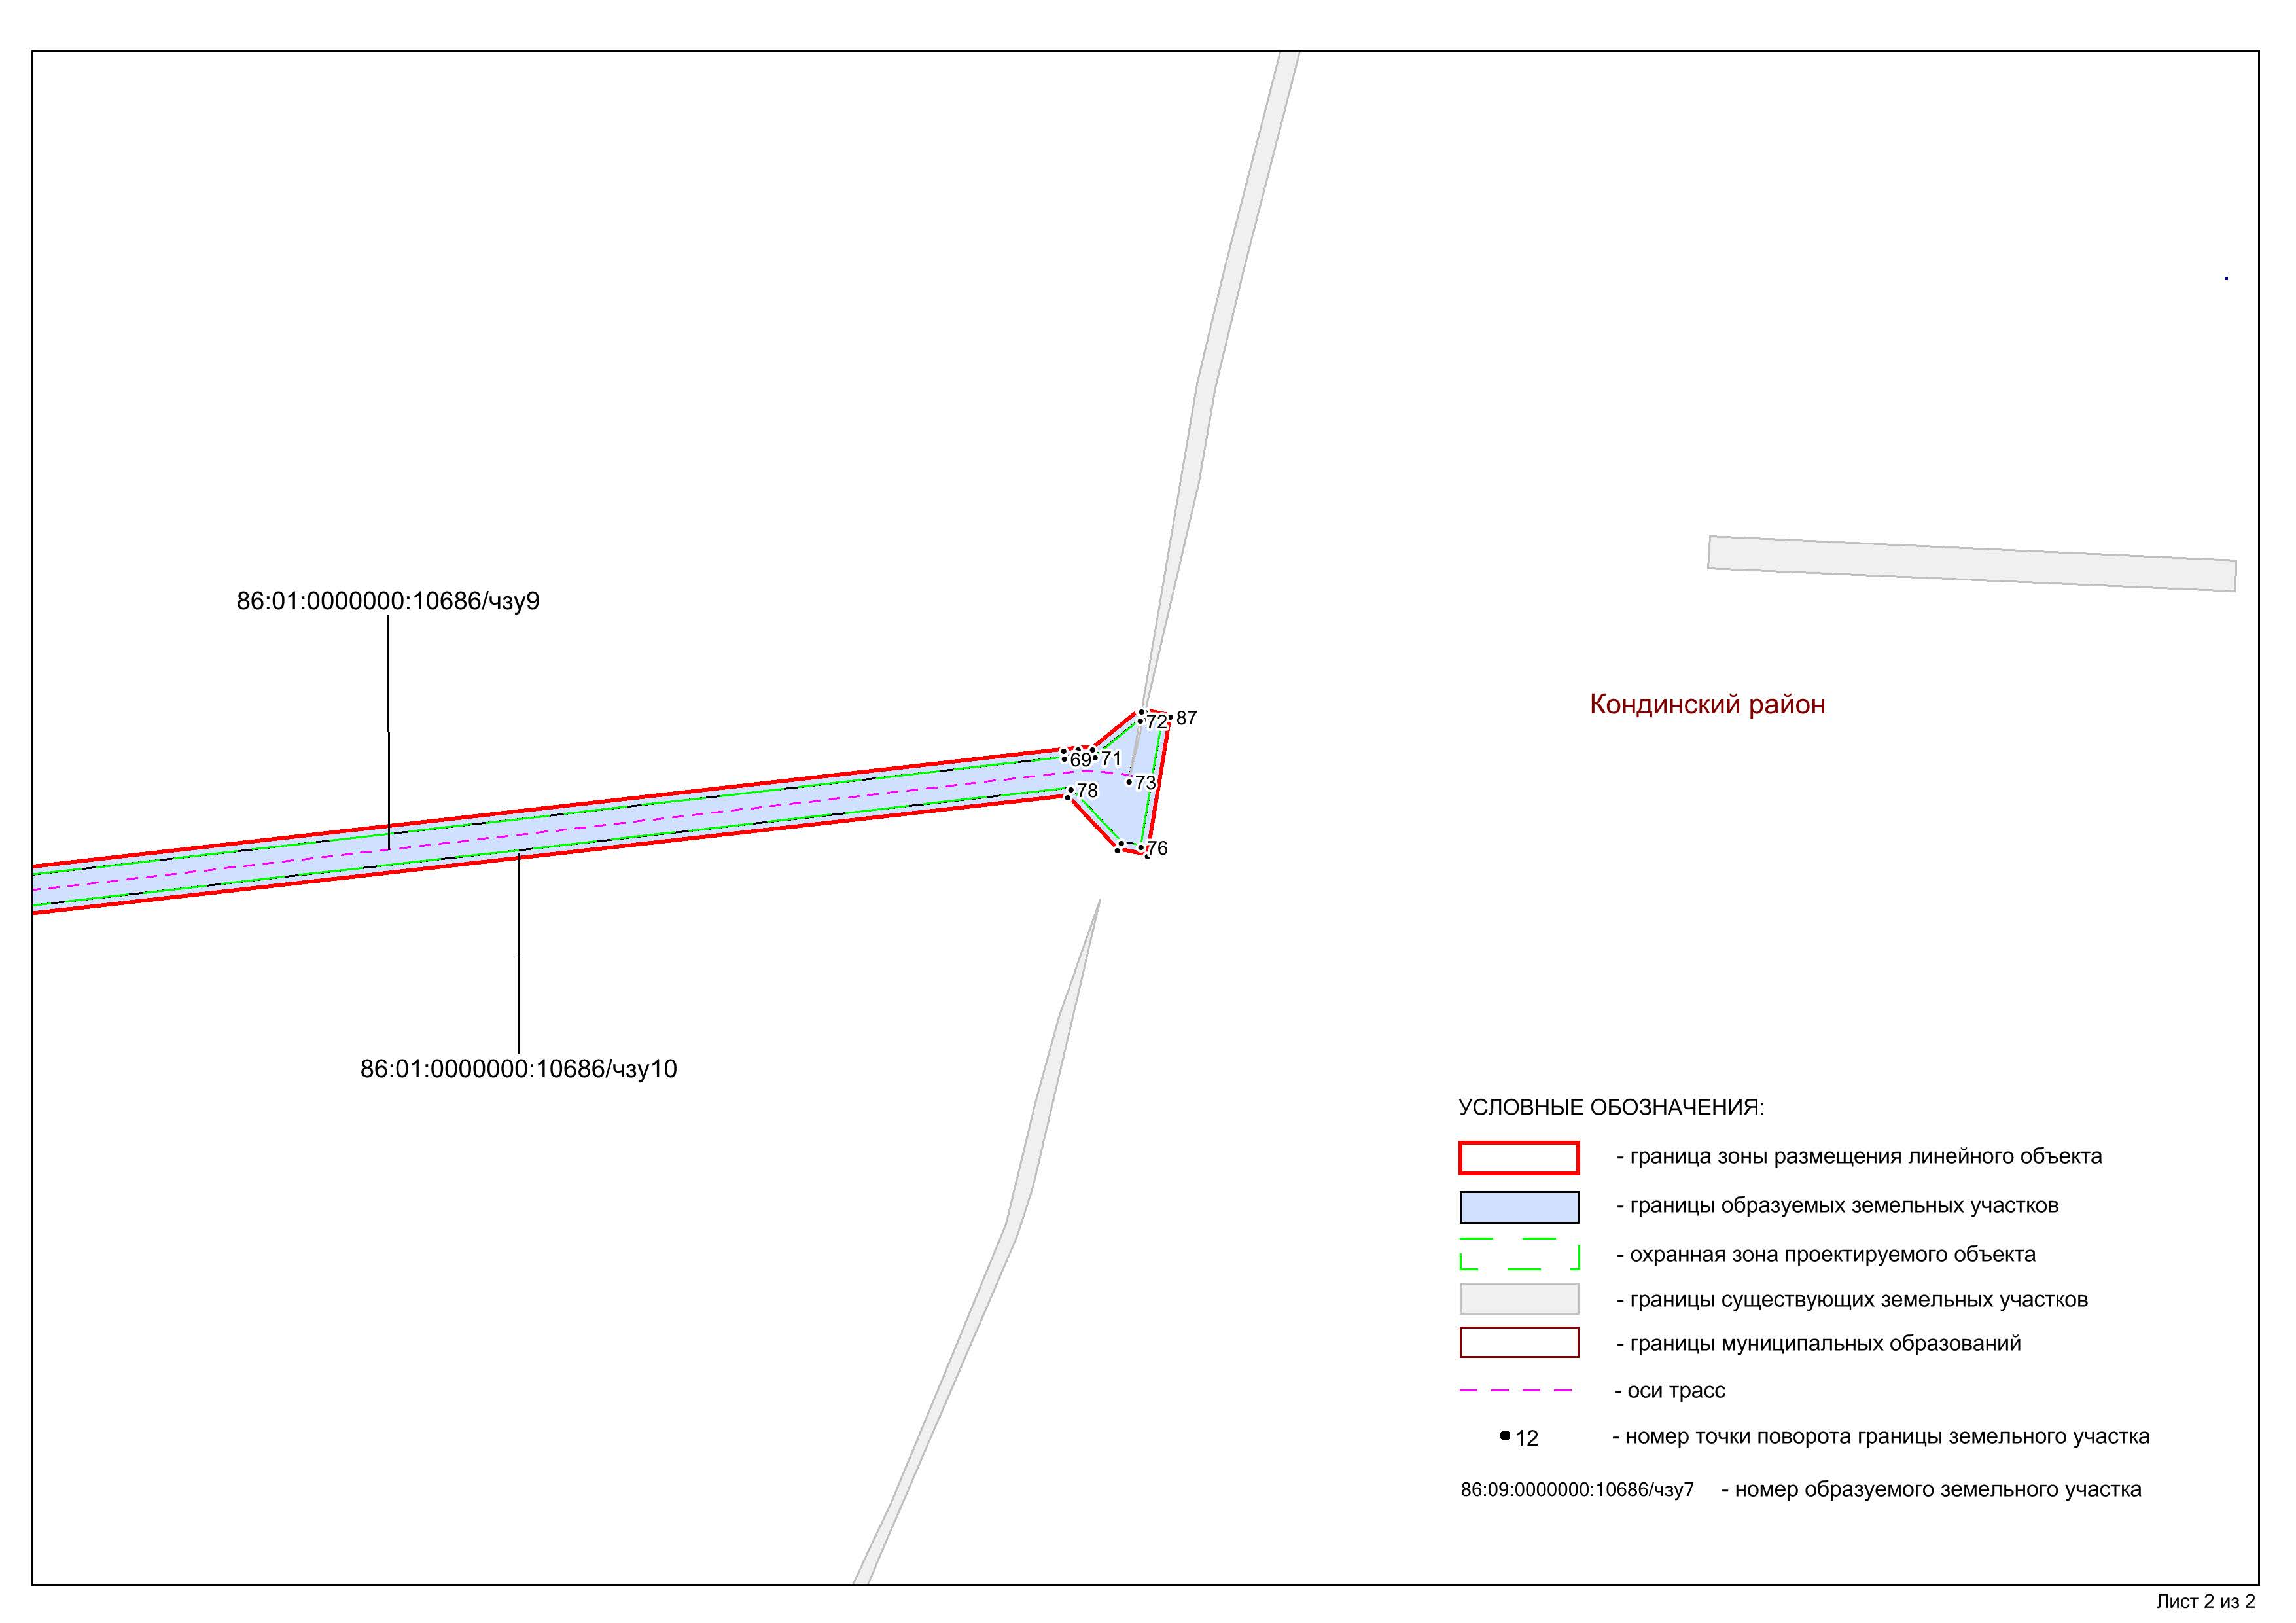 86:01:0000000:10686/чзу9
Кондинский район
87
72
69
71
73
78
76
86:01:0000000:10686/чзу10
УСЛОВНЫЕ ОБОЗНАЧЕНИЯ:
- граница зоны размещения линейного объекта
- границы образуемых земельных участков
- охранная зона проектируемого объекта
- границы существующих земельных участков
- границы муниципальных образований
- оси трасс
12 - номер точки поворота границы земельного участка
86:09:0000000:10686/чзу7 - номер образуемого земельного участка
Лист 2 из 2